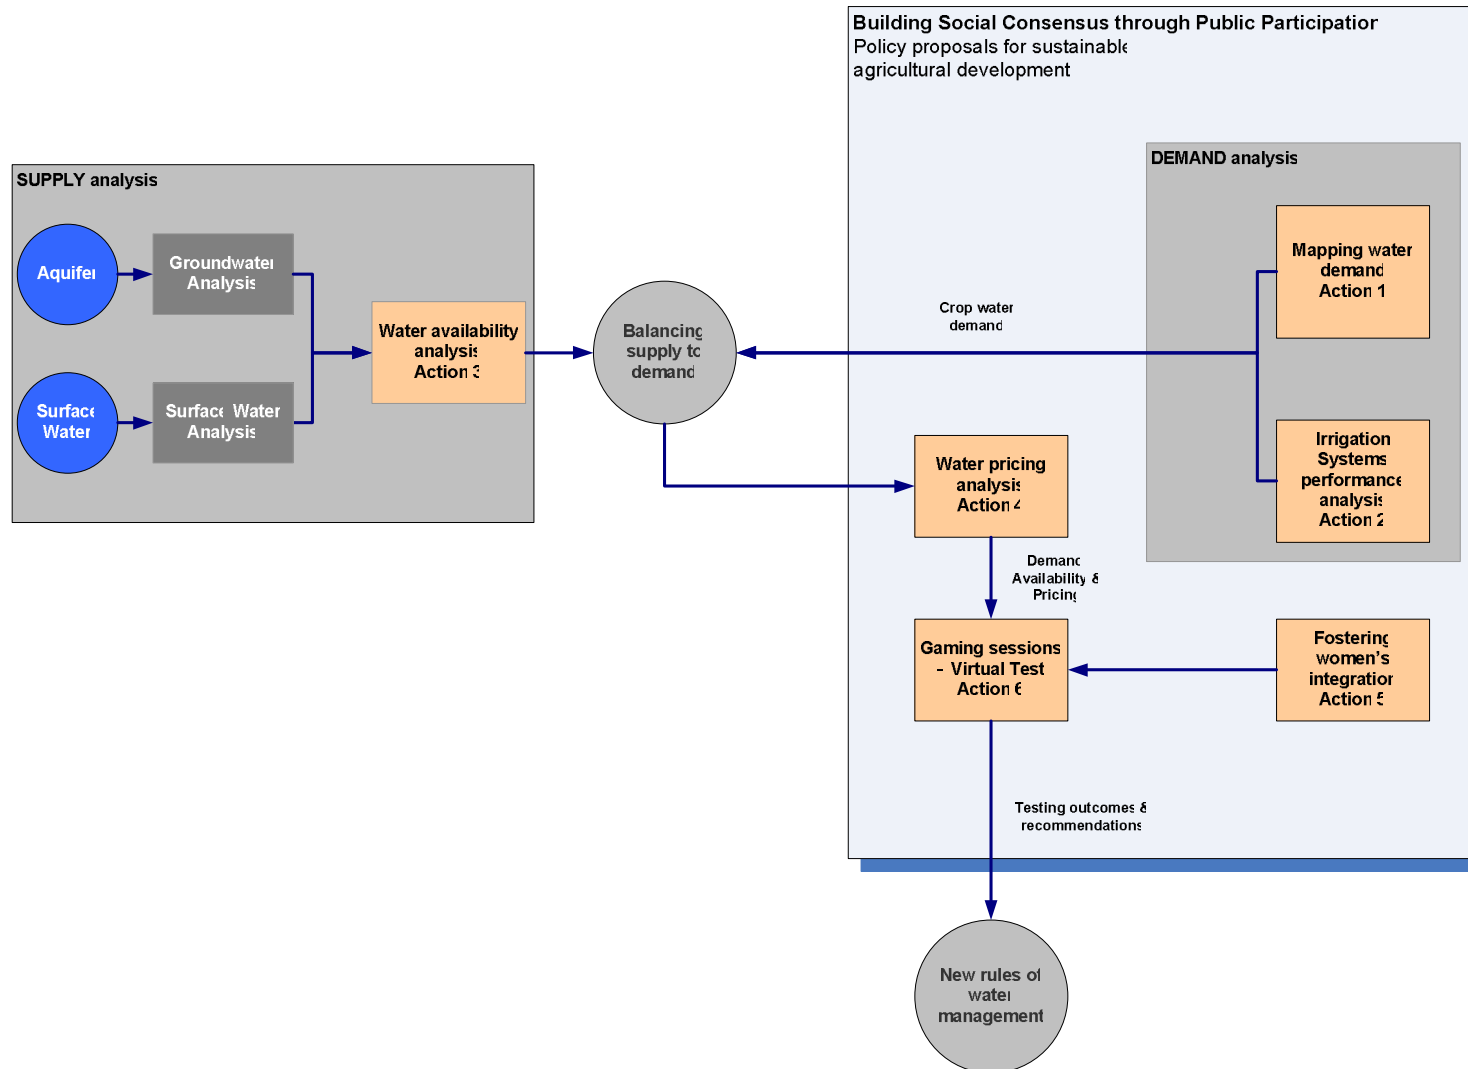 Building Social Consensus through Public Participation
Policy proposals for sustainable
agricultural development
DEMAND analysis
SUPPLY analysis
Mapping water
demand
Action 1
Aquifer
Groundwater
Analysis
Crop water
demand
Water availability
analysis
Action 3
Balancing
supply to
demand
Surface
Water
Surface Water
Analysis
Irrigation
Systems
performance
analysis
Action 2
Water pricing
analysis
Action 4
Demand
Availability &
Pricing
Gaming sessions
- Virtual Test
Action 6
Fostering
women's
integration
Action 5
Testing outcomes &
recommendations
New rules of
water
management